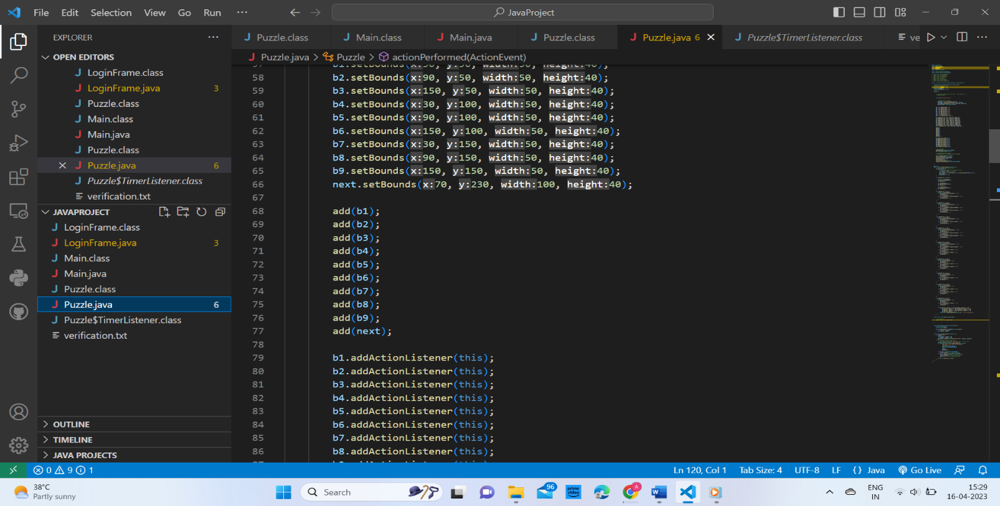 File Edit Selection View Go Run ··· JavaProject
EXPLORER ···
Puzzle.class Main.class Main.java Puzzle.class Puzzle.java 6 Puzzle$TimerListener.class ve
Puzzle.java > Puzzle > actionPerformed(ActionEvent)
OPEN EDITORS
LoginFrame.class
LoginFrame.java 3
Puzzle.class
Main.class
Main.java
Puzzle.class
Puzzle.java 6
Puzzle$TimerListener.class
verification.txt
JAVAPROJECT
LoginFrame.class
LoginFrame.java 3
Main.class
Main.java
Puzzle.class
Puzzle.java 6
Puzzle$TimerListener.class
verification.txt
OUTLINE
TIMELINE
JAVA PROJECTS
58 b2.setBounds(x:90, y:50, width:50, height:40);
59 b3.setBounds(x:150, y:50, width:50, height:40);
60 b4.setBounds(x:30, y:100, width:50, height:40);
61 b5.setBounds(x:90, y:100, width:50, height:40);
62 b6.setBounds(x:150, y:100, width:50, height:40);
63 b7.setBounds(x:30, y:150, width:50, height:40);
64 b8.setBounds(x:90, y:150, width:50, height:40);
65 b9.setBounds(x:150, y:150, width:50, height:40);
66 next.setBounds(x:70, y:230, width:100, height:40);
67
68 add(b1);
69 add(b2);
70 add(b3);
71 add(b4);
72 add(b5);
73 add(b6);
74 add(b7);
75 add(b8);
76 add(b9);
77 add(next);
78
79 b1.addActionListener(this);
80 b2.addActionListener(this);
81 b3.addActionListener(this);
82 b4.addActionListener(this);
83 b5.addActionListener(this);
84 b6.addActionListener(this);
85 b7.addActionListener(this);
86 b8.addActionListener(this);
0 9 1 Ln 120, Col 1 Tab Size: 4 UTF-8 LF {} Java Go Live
38°C
Partly sunny
Search
96
prime video
A
W
ENG
IN
15:29
16-04-2023